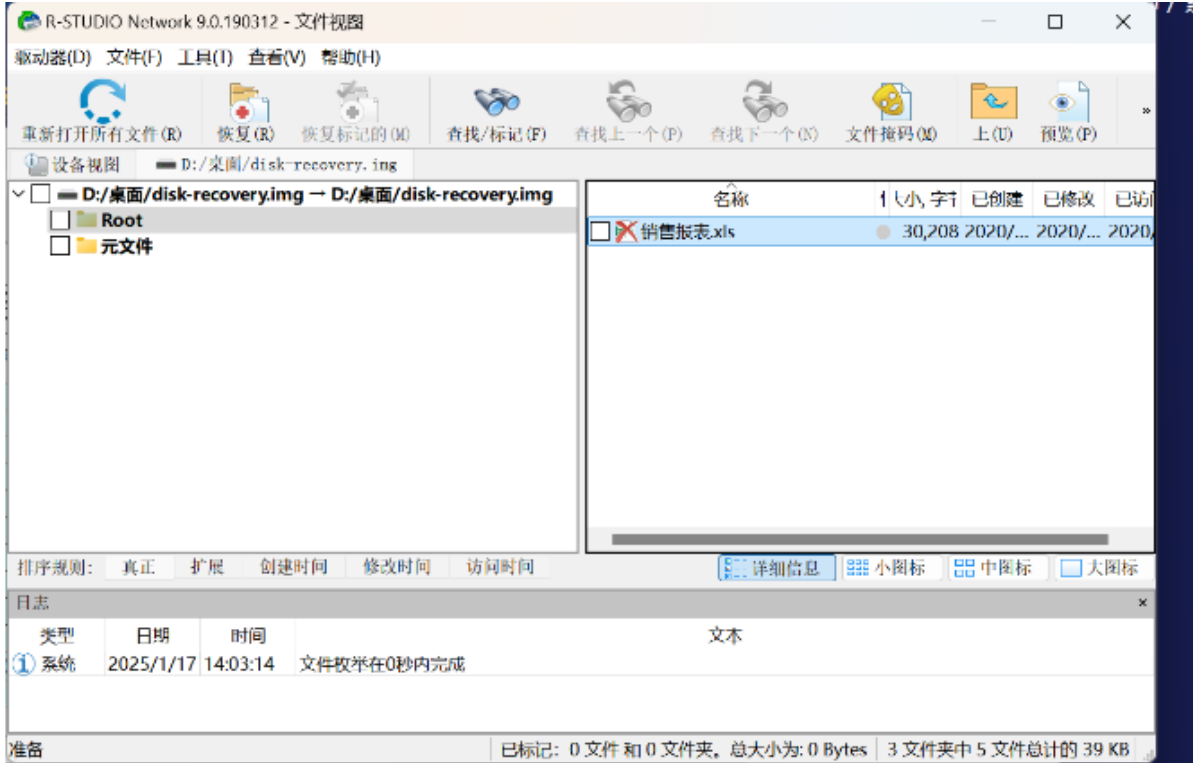 R-STUDIO Network 9.0.190312 - 文件视图
驱动器(D) 文件(F) 工具(T) 查看(V) 帮助(H)
重新打开所有文件(R) 恢复(R) 恢复标记的(M) 查找/标记(F) 查找上一个(P) 查找下一个(N) 文件掩码(M) 上(U) 预览(P) »
设备视图 D:/桌面/disk-recovery.img
D:/桌面/disk-recovery.img → D:/桌面/disk-recovery.img
Root
元文件
名称 大小, 字节 已创建 已修改 已访
销售报表.xls 30,208 2020/... 2020/... 2020/
排序规则: 真正 扩展 创建时间 修改时间 访问时间 详细信息 小图标 中图标 大图标
日志
类型 日期 时间 文本
系统 2025/1/17 14:03:14 文件枚举在0秒内完成
准备 已标记: 0 文件 和 0 文件夹。总大小为: 0 Bytes 3 文件夹中 5 文件总计的 39 KB